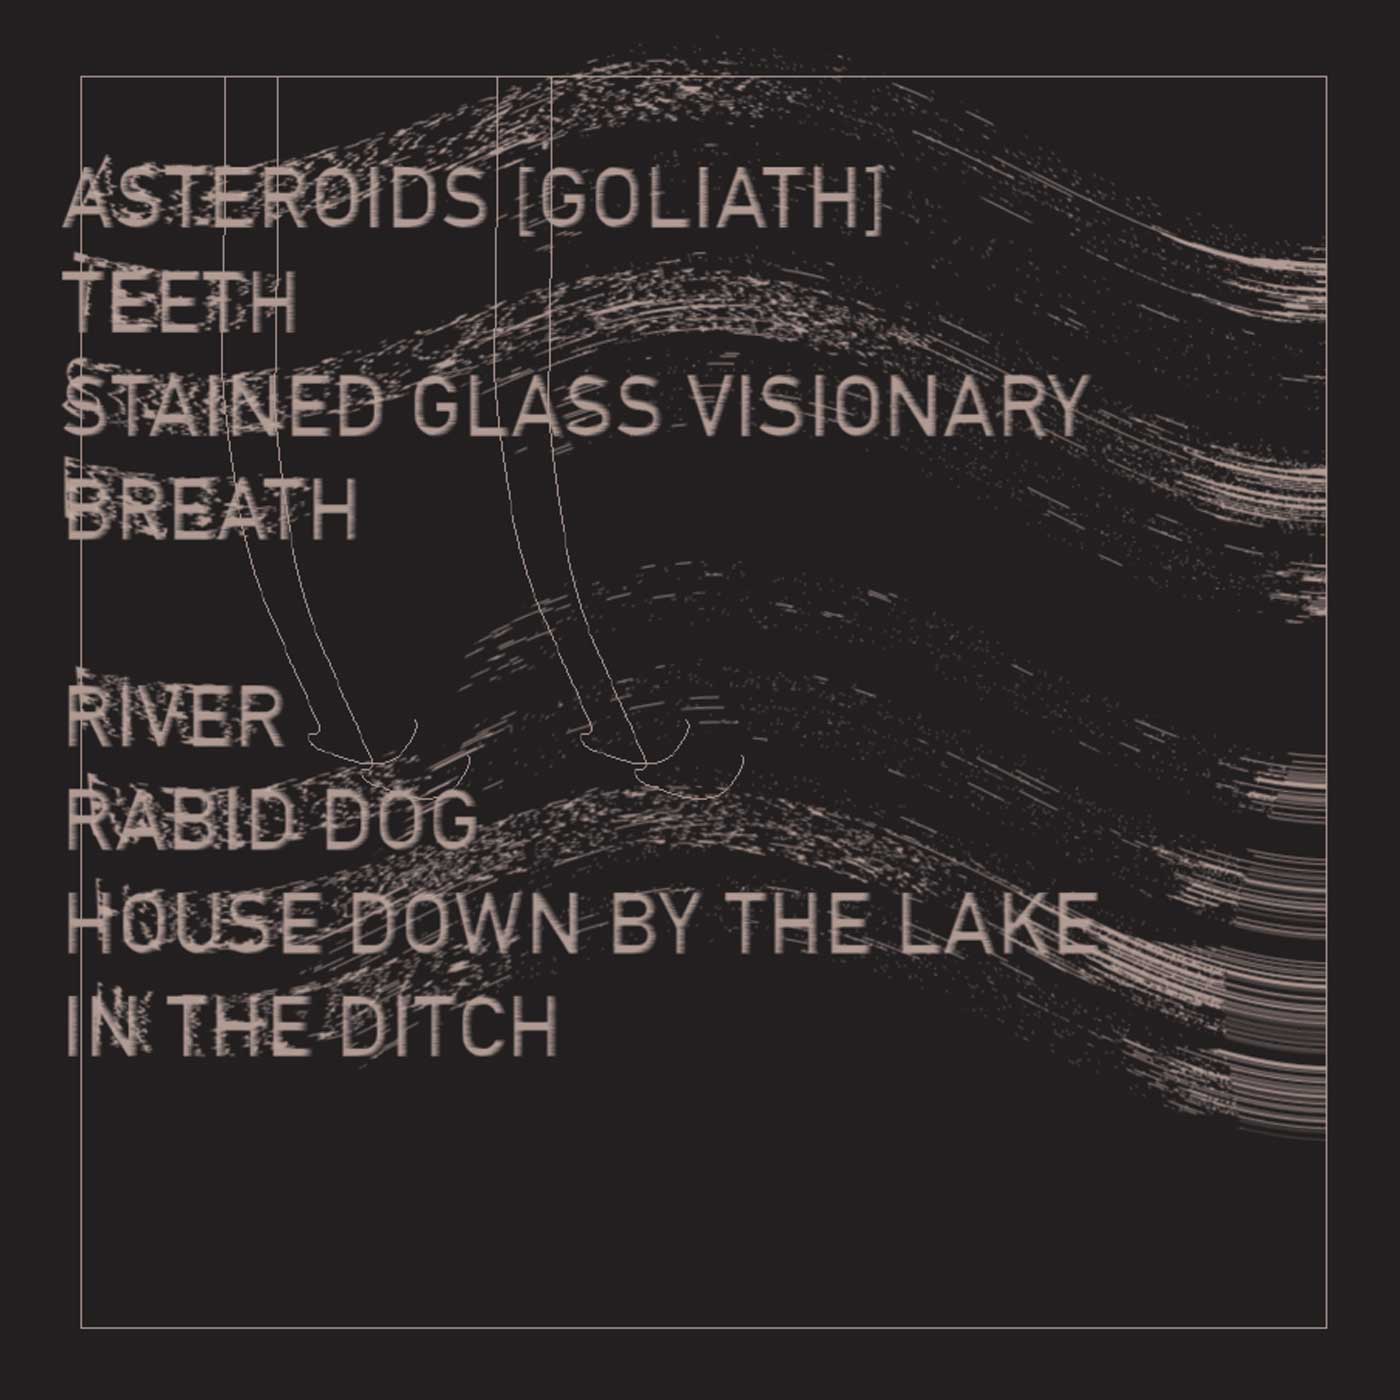 ASTEROIDS [GOLIATH]
TEETH
STAINED GLASS VISIONARY
BREATH
RIVER
RABID DOG
HOUSE DOWN BY THE LAKE
IN THE DITCH